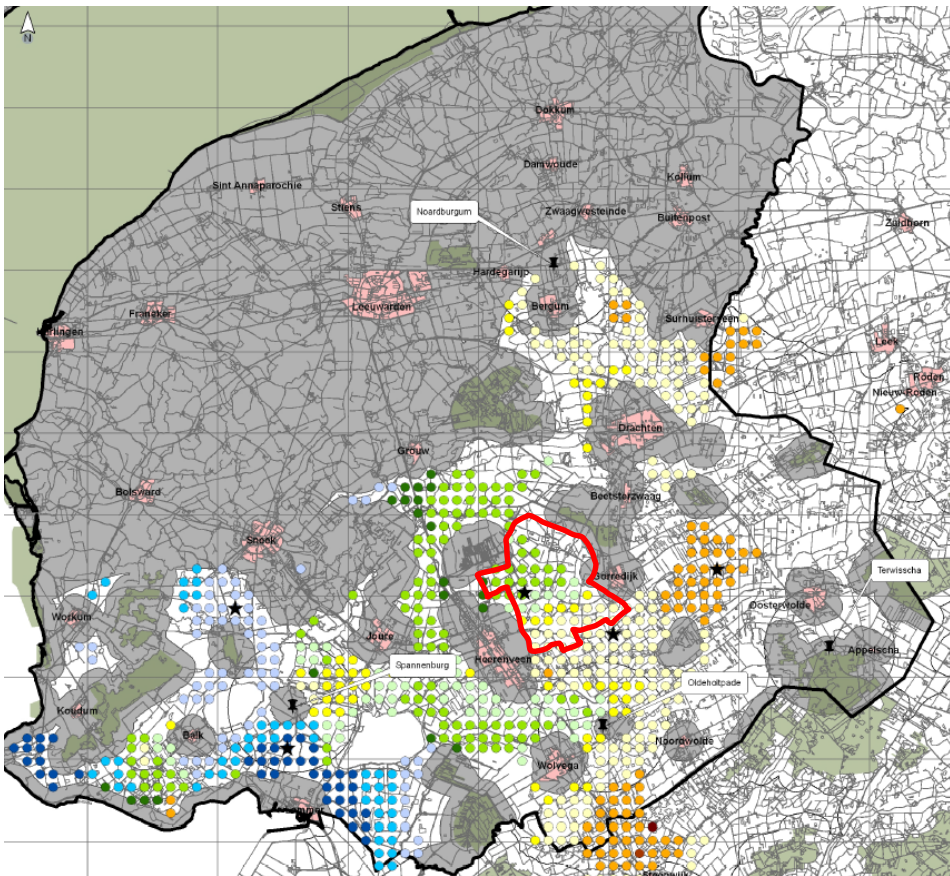 N
Dokkum
Damwoude
Kollum
Sint Annaparochie
Stiens
Noardburgum
Zwaagwesteinde
Buitenpost
Zuidhorn
Hardegarijp
Leeuwarden
Bergum
Franeker
Surhuisterveen
Harlingen
Leek
Roden
Nieuw-Roden
Drachten
Grouw
Bolsward
Beetsterzwaag
Sneek
Gorredijk
Terwisscha
Oosterwolde
Workum
Joure
Appelscha
Heerenveen
Spannenburg
Oldeholtpade
Koudum
Balk
Noordwolde
Wolvega